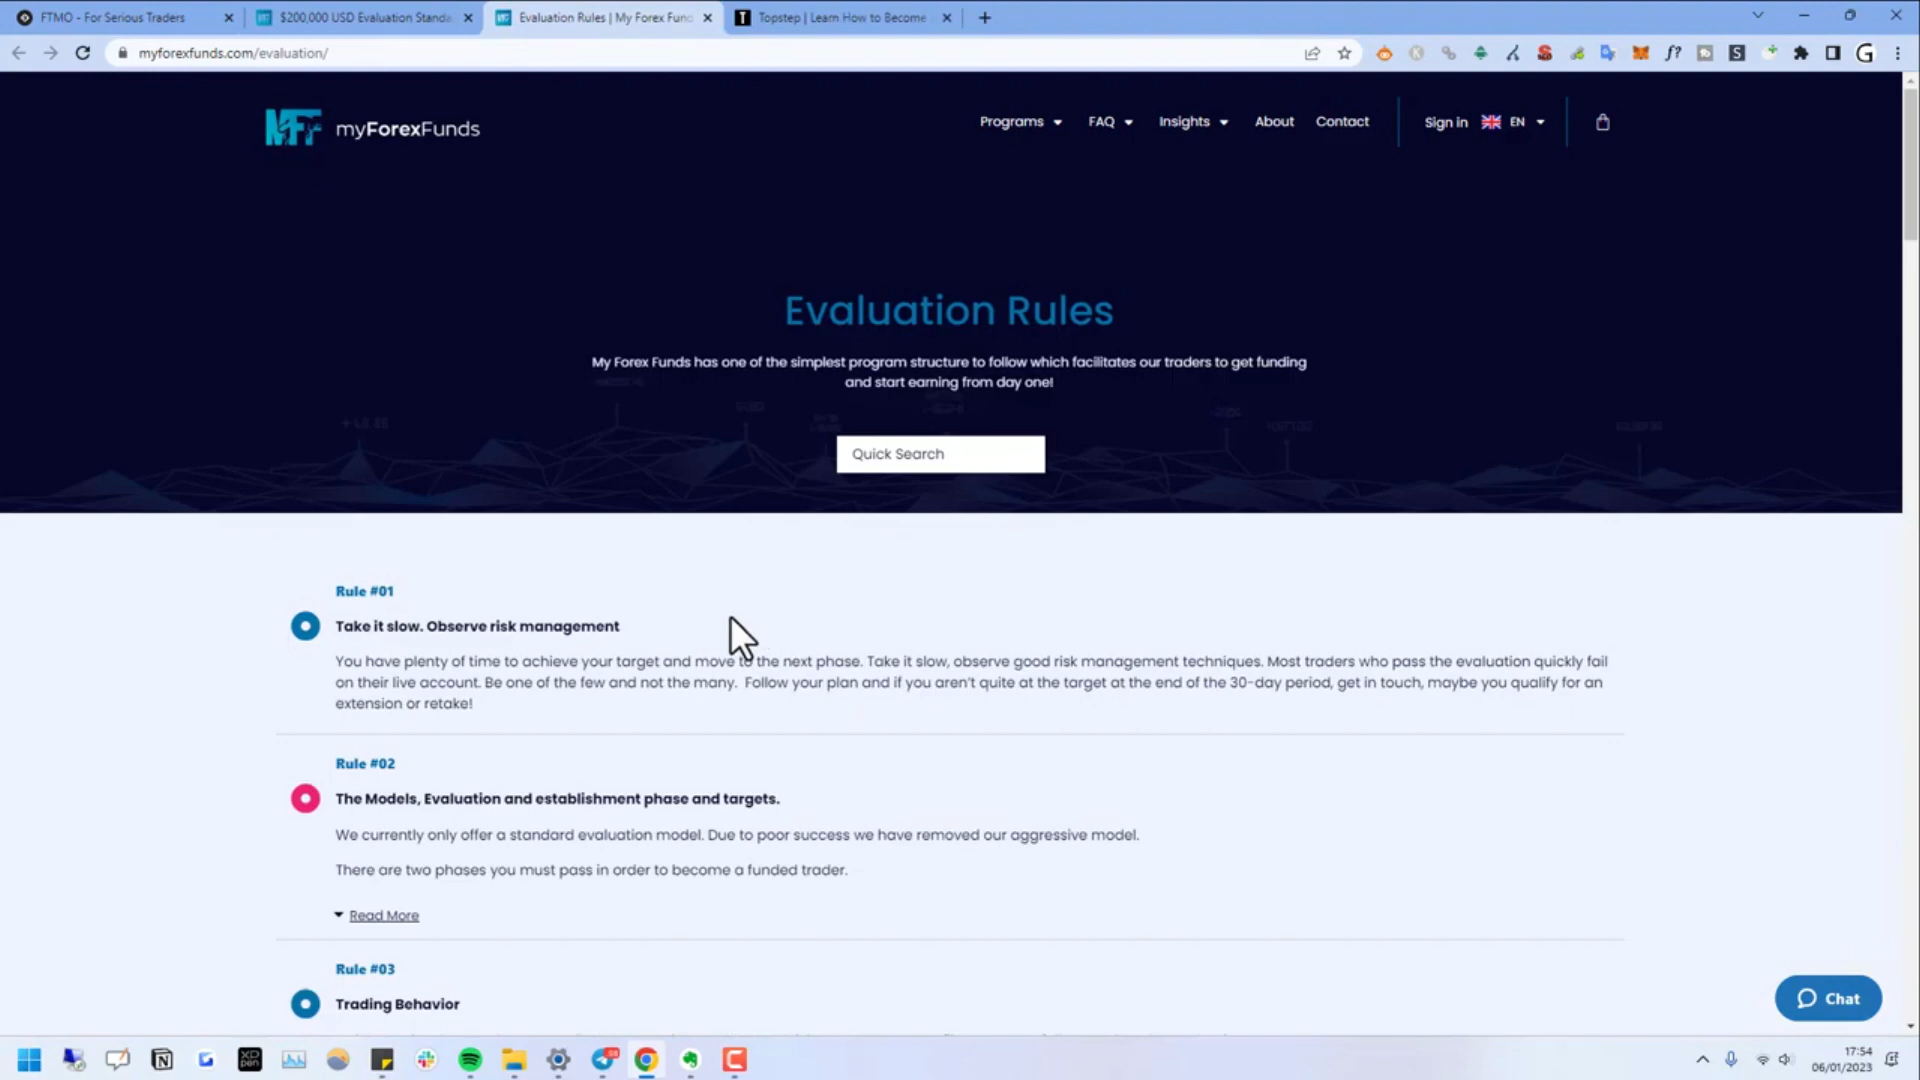 FTMO - For Serious Traders
$200,000 USD Evaluation Standa
Evaluation Rules | My Forex Fun
Topstep | Learn How to Become
myforexfunds.com/evaluation/
MFF myForexFunds
Programs
FAQ
Insights
About
Contact
Sign in
EN
Evaluation Rules
My Forex Funds has one of the simplest program structure to follow which facilitates our traders to get funding
and start earning from day one!
Quick Search
Rule #01
Take it slow. Observe risk management
You have plenty of time to achieve your target and move to the next phase. Take it slow, observe good risk management techniques. Most traders who pass the evaluation quickly fail
on their live account. Be one of the few and not the many. Follow your plan and if you aren't quite at the target at the end of the 30-day period, get in touch, maybe you qualify for an
extension or retake!
Rule #02
The Models, Evaluation and establishment phase and targets.
We currently only offer a standard evaluation model. Due to poor success we have removed our aggressive model.
There are two phases you must pass in order to become a funded trader.
Read More
Rule #03
Trading Behavior
Chat
17:54
06/01/2023